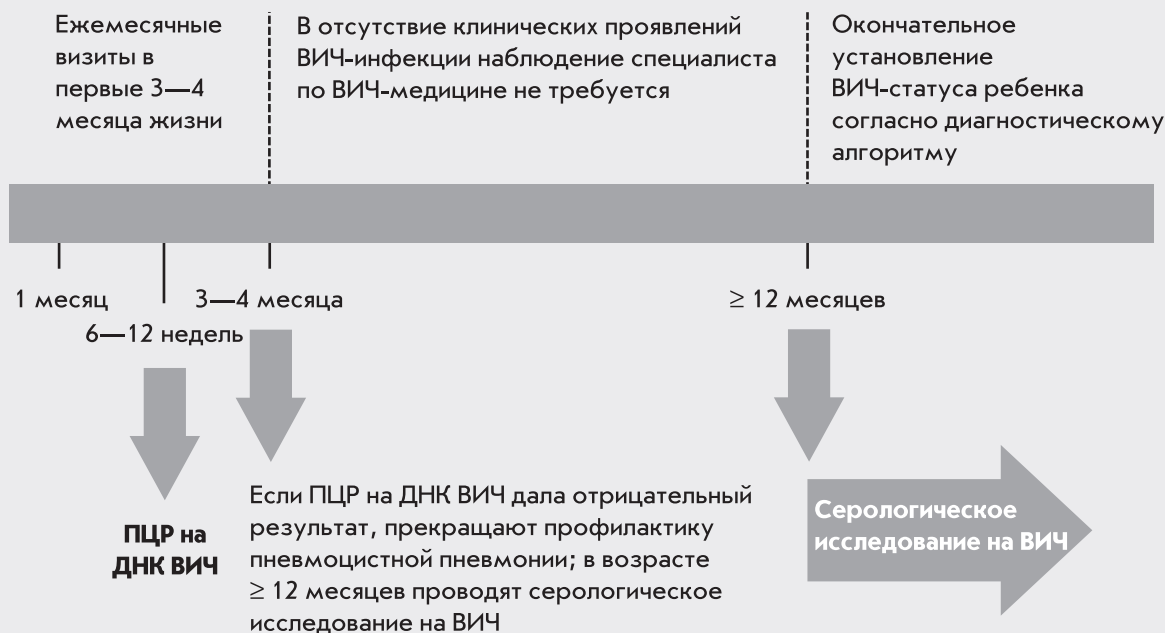 Ежемесячные
визиты в
первые 3—4
месяца жизни
В отсутствие клинических проявлений
ВИЧ-инфекции наблюдение специалиста
по ВИЧ-медицине не требуется
Окончательное
установление
ВИЧ-статуса ребенка
согласно диагностическому
алгоритму
1 месяц
6—12 недель
3—4 месяца
≥ 12 месяцев
ПЦР на
ДНК ВИЧ
Если ПЦР на ДНК ВИЧ дала отрицательный
результат, прекращают профилактику
пневмоцистной пневмонии; в возрасте
≥ 12 месяцев проводят серологическое
исследование на ВИЧ
Серологическое
исследование на ВИЧ